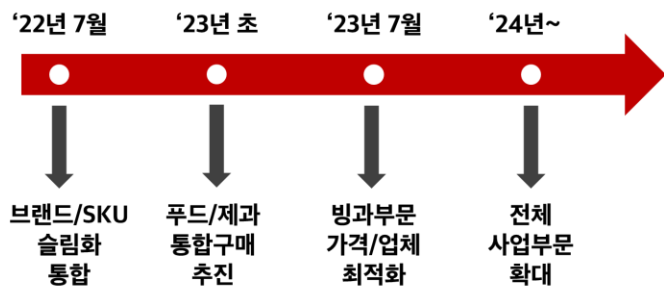 ‘22년 7월 ‘23년 초 ‘23년 7월 ‘24년~
브랜드/SKU
슬림화
통합
푸드/제과
통합구매
추진
빙과부문
가격/업체
최적화
전체
사업부문
확대